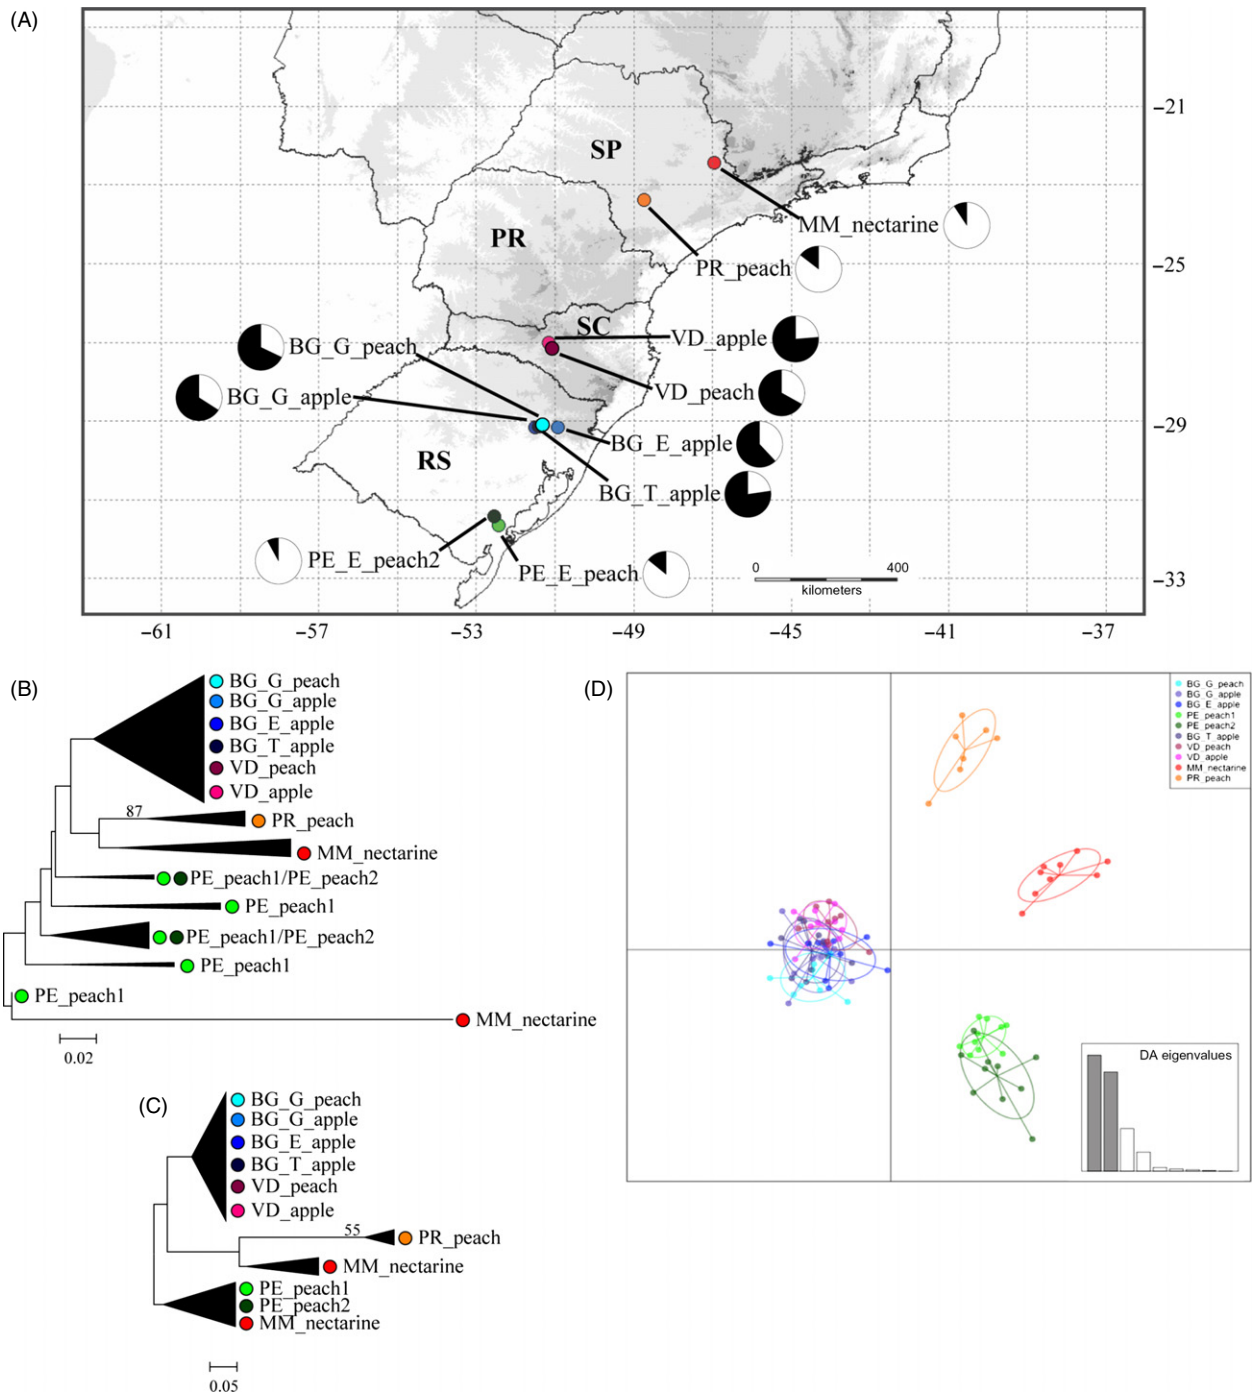 (A)
−21
SP
MM_nectarine
PR
−25
PR_peach
SC
VD_apple
BG_G_peach
VD_peach
BG_G_apple
−29
BG_E_apple
RS
BG_T_apple
PE_E_peach2
PE_E_peach
400
0
kilometers
−33
−61 −57 −53 −49 −45 −41 −37
(B)
BG_G_peach
BG_G_apple
BG_E_apple
BG_T_apple
VD_peach
VD_apple
87
PR_peach
MM_nectarine
PE_peach1/PE_peach2
PE_peach1
PE_peach1/PE_peach2
PE_peach1
PE_peach1
MM_nectarine
0.02
(C)
BG_G_peach
BG_G_apple
BG_E_apple
BG_T_apple
VD_peach
VD_apple
55
PR_peach
MM_nectarine
PE_peach1
PE_peach2
MM_nectarine
0.05
(D)
BG_G_peach
BG_G_apple
BG_E_apple
PE_peach1
PE_peach2
BG_T_apple
VD_peach
VD_apple
MM_nectarine
PR_peach
DA eigenvalues